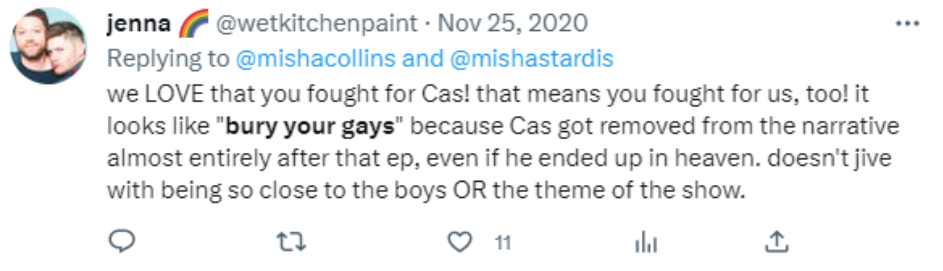 jenna 🌈 @wetkitchenpaint · Nov 25, 2020
Replying to @mishacollins and @mishastardis
we LOVE that you fought for Cas! that means you fought for us, too! it
looks like "bury your gays" because Cas got removed from the narrative
almost entirely after that ep, even if he ended up in heaven. doesn't jive
with being so close to the boys OR the theme of the show.
11